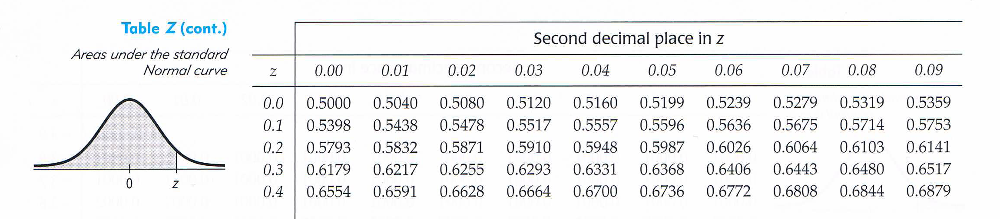 Table Z (cont.)
Areas under the standard
Normal curve
0 z
Second decimal place in z
z 0.00 0.01 0.02 0.03 0.04 0.05 0.06 0.07 0.08 0.09
0.0 0.5000 0.5040 0.5080 0.5120 0.5160 0.5199 0.5239 0.5279 0.5319 0.5359
0.1 0.5398 0.5438 0.5478 0.5517 0.5557 0.5596 0.5636 0.5675 0.5714 0.5753
0.2 0.5793 0.5832 0.5871 0.5910 0.5948 0.5987 0.6026 0.6064 0.6103 0.6141
0.3 0.6179 0.6217 0.6255 0.6293 0.6331 0.6368 0.6406 0.6443 0.6480 0.6517
0.4 0.6554 0.6591 0.6628 0.6664 0.6700 0.6736 0.6772 0.6808 0.6844 0.6879